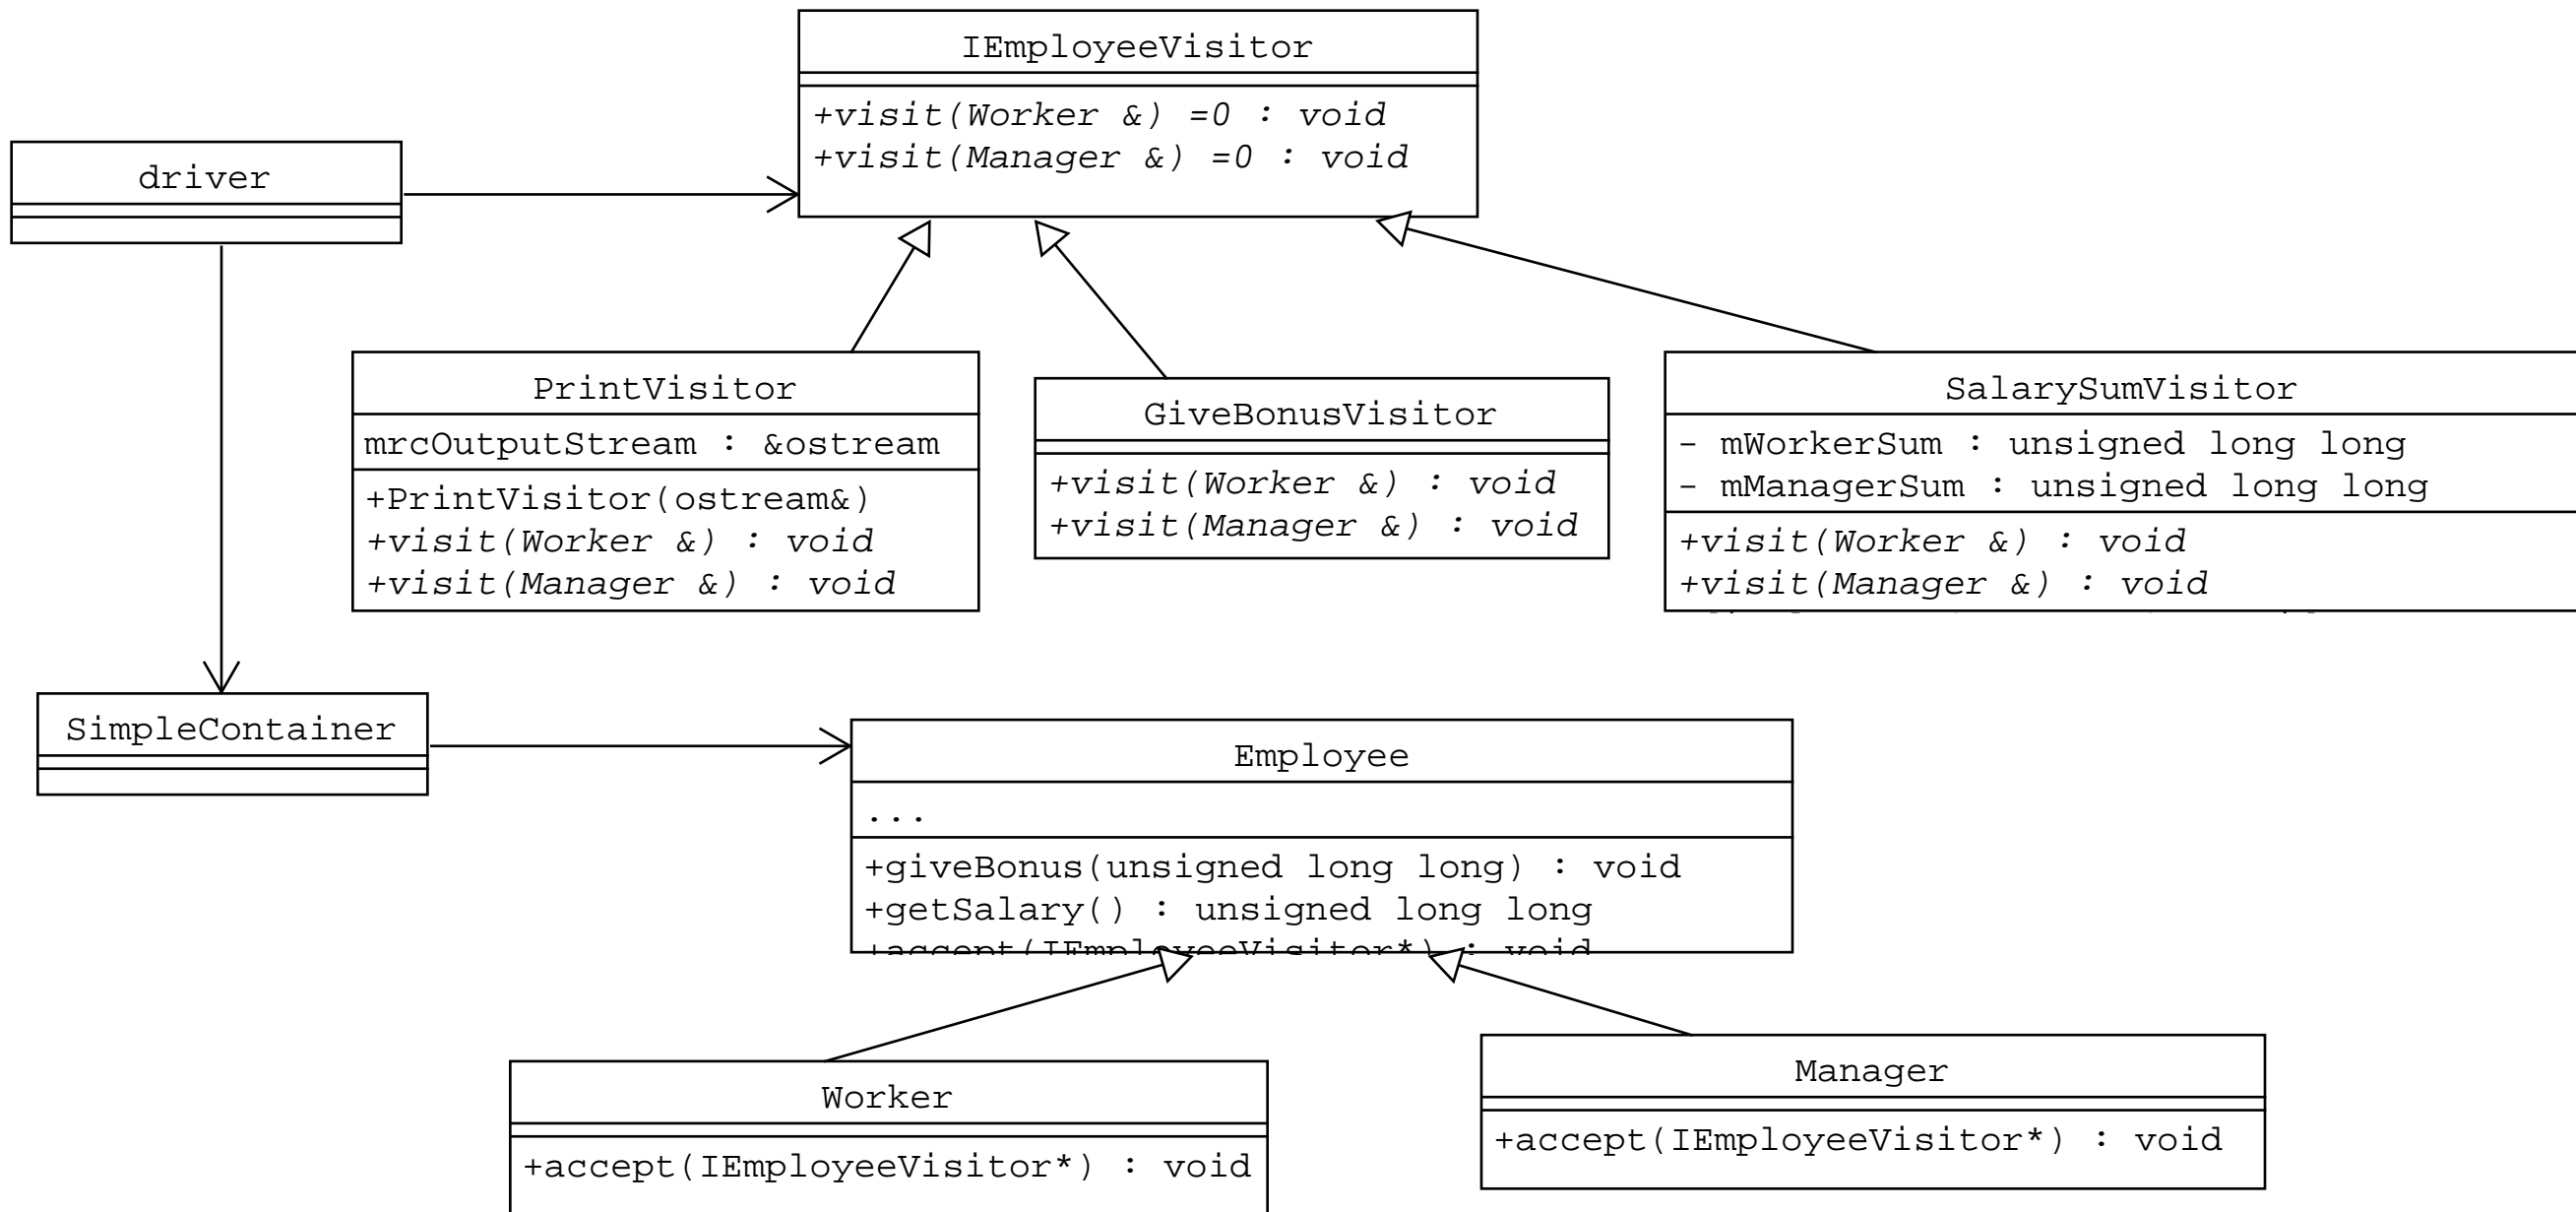 IEmployeeVisitor
+visit(Worker &) =0 : void
+visit(Manager &) =0 : void
driver
PrintVisitor
mrcOutputStream : &ostream
+PrintVisitor(ostream&)
+visit(Worker &) : void
+visit(Manager &) : void
GiveBonusVisitor
+visit(Worker &) : void
+visit(Manager &) : void
SalarySumVisitor
- mWorkerSum : unsigned long long
- mManagerSum : unsigned long long
+visit(Worker &) : void
+visit(Manager &) : void
SimpleContainer
Employee
...
+giveBonus(unsigned long long) : void
+getSalary() : unsigned long long
+accept(IEmployeeVisitor*) : void
Worker
+accept(IEmployeeVisitor*) : void
Manager
+accept(IEmployeeVisitor*) : void